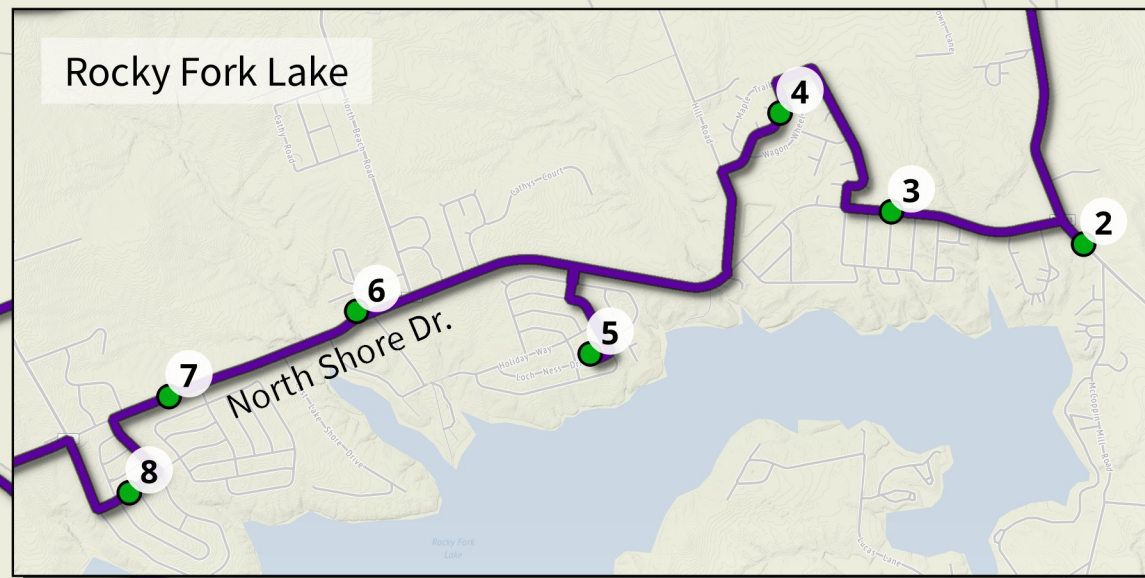 Rocky Fork Lake
4
3
2
6
5
7
8
North Shore Dr.
North-Beach-Road
Cathy-Road
Hill-Road
Maple-Trail
Wagon-Wheel
Cathys-Court
Holiday-Way
Loch-Ness-D
Lake-Shore-Drive
McCoppin-Mill-Road
Lucas-Lane
Rocky Fork
Lake